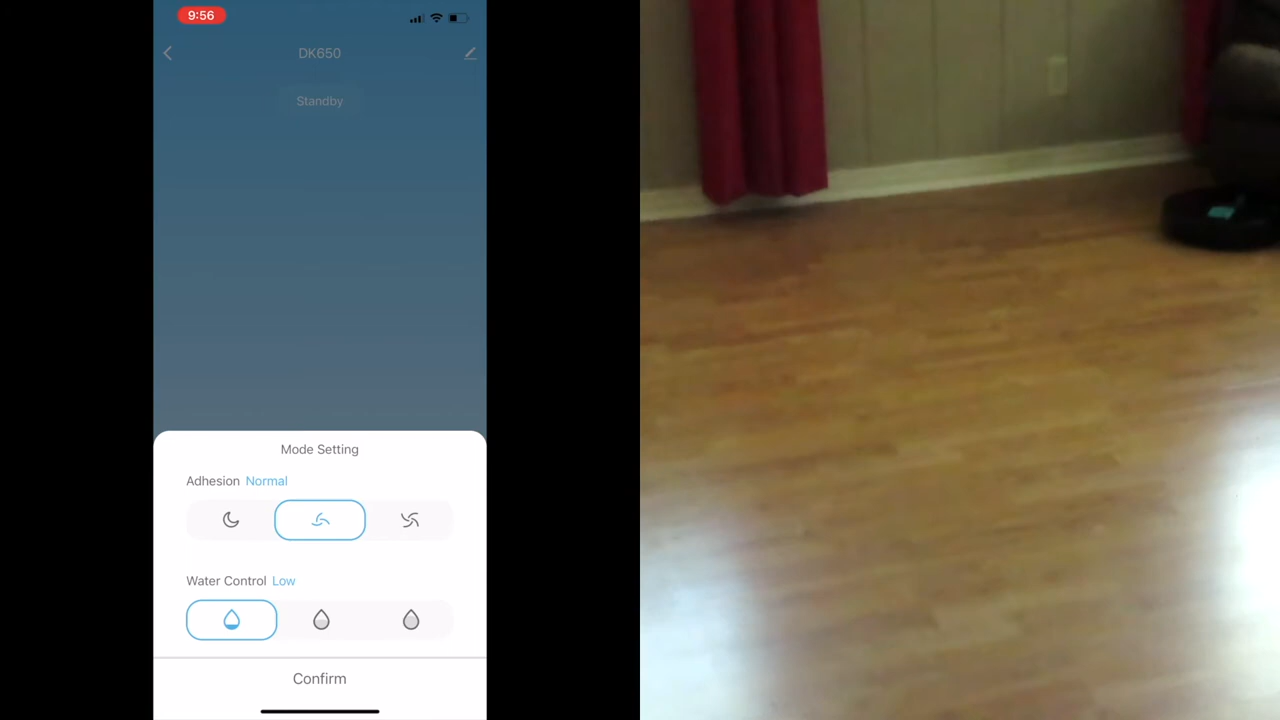 9:56
DK650
Standby
Mode Setting
Adhesion Normal
Water Control Low
Confirm